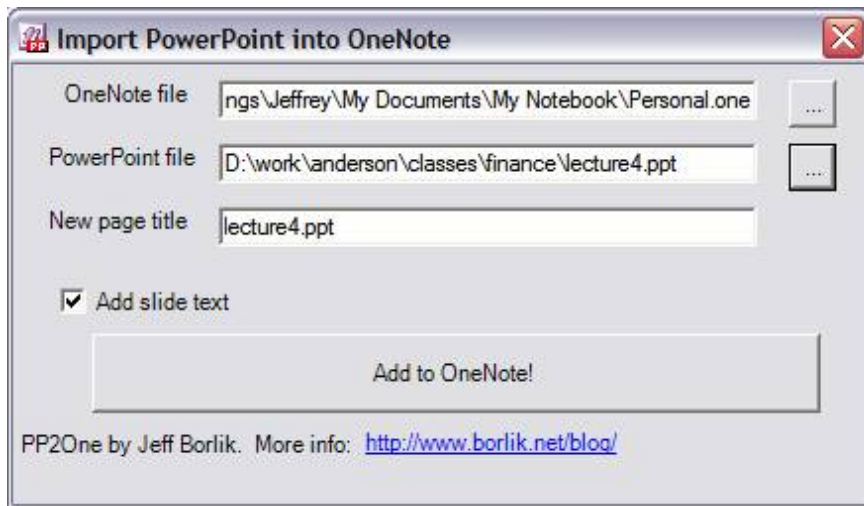 Import PowerPoint into OneNote
OneNote file ngs\Jeffrey\My Documents\My Notebook\Personal.one ...
PowerPoint file D:\work\anderson\classes\finance\lecture4.ppt ...
New page title lecture4.ppt
Add slide text
Add to OneNote!
PP2One by Jeff Borlik. More info: http://www.borlik.net/blog/